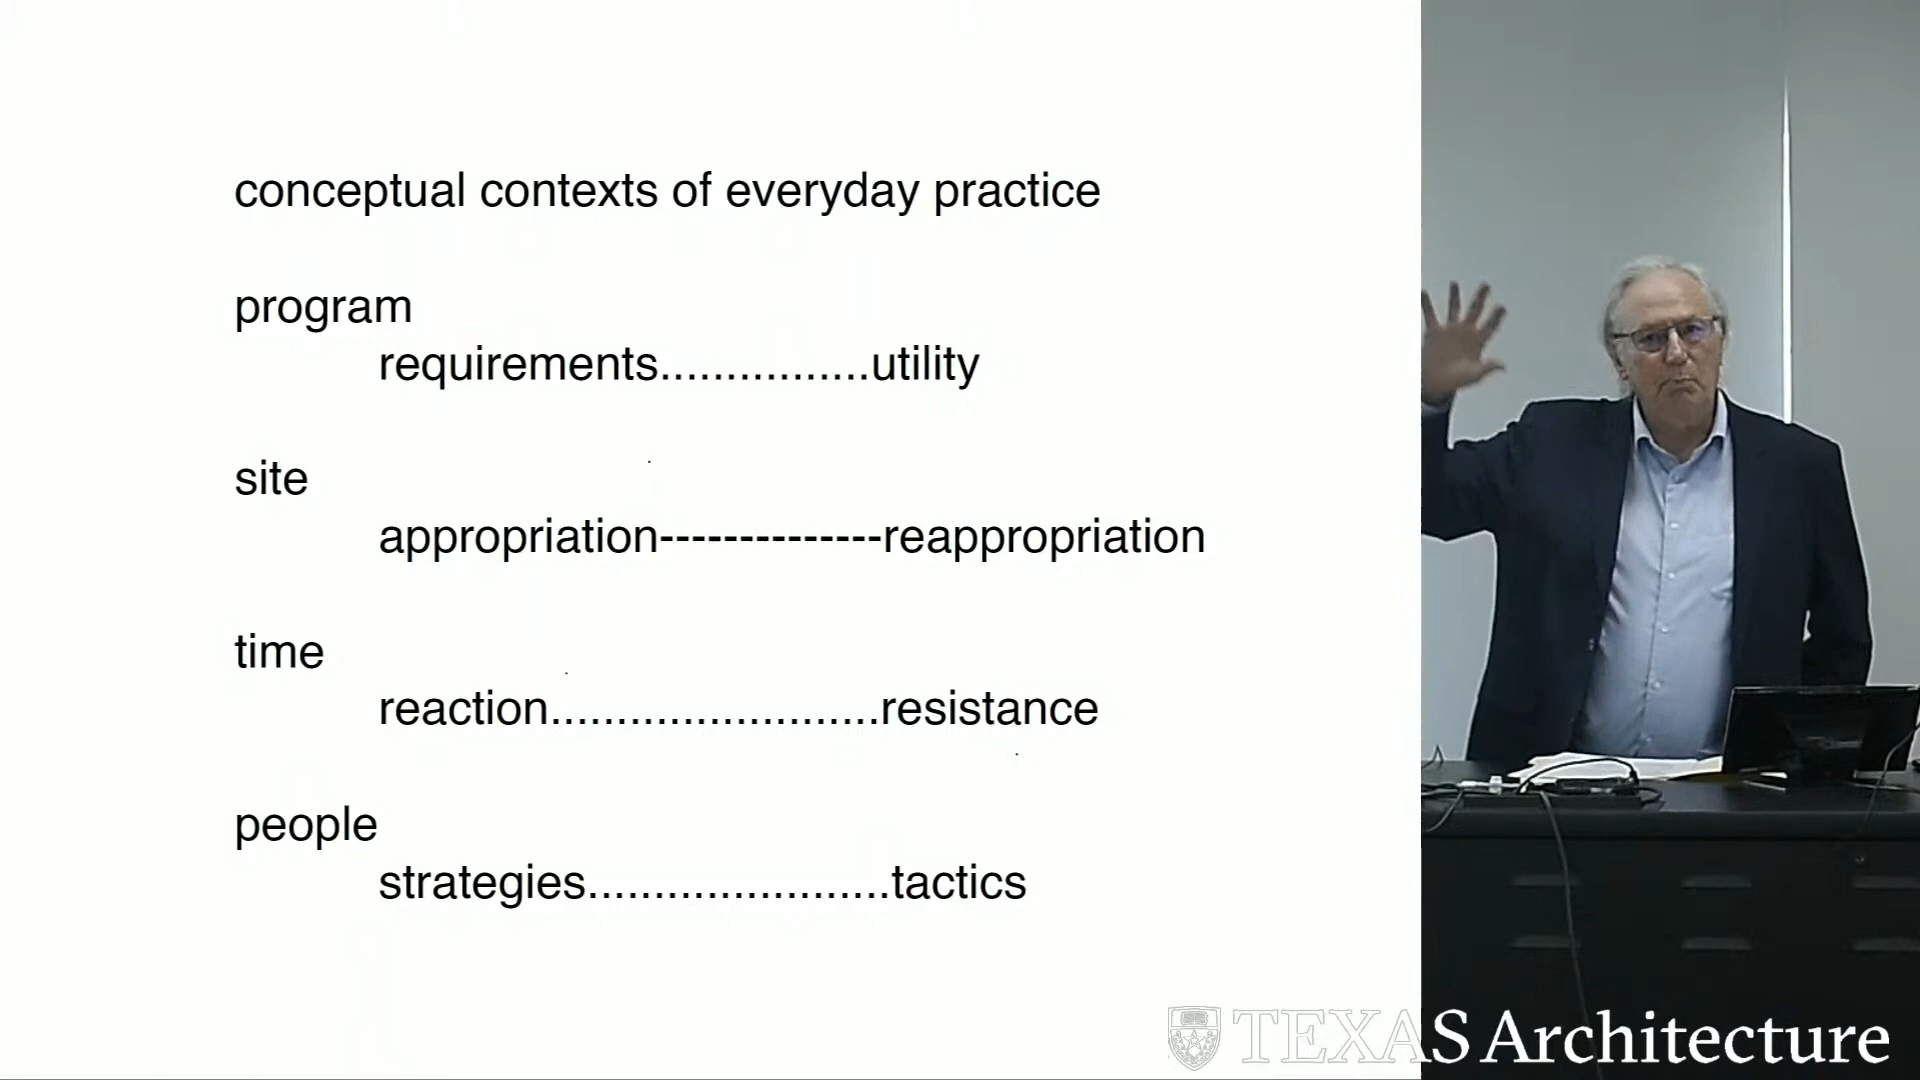 conceptual contexts of everyday practice
program
requirements................utility
site
appropriation--------------reappropriation
time
reaction.........................resistance
people
strategies.......................tactics
TEXAS Architecture